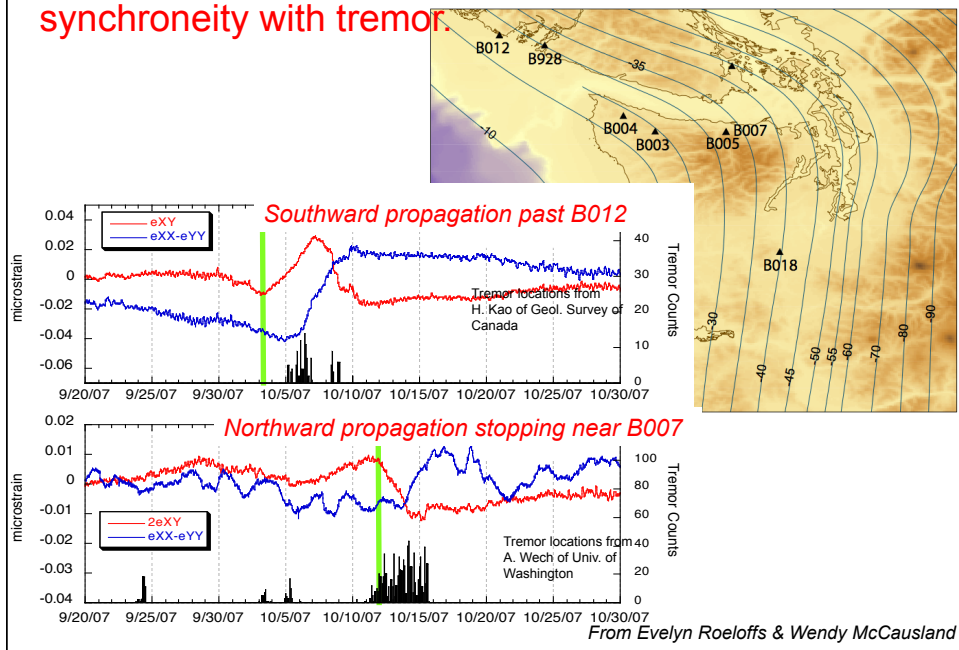 synchroneity with tremor.
B012
B928
-35
-10
B004
B003
B007
B005
B018
-30
-40
-45
-50
-55
-60
-70
-80
-90
Southward propagation past B012
eXY
eXX-eYY
microstrain
0.04
0.02
0
-0.02
-0.04
-0.06
40
30
20
10
0
Tremor Counts
Tremor locations from
H. Kao of Geol. Survey of
Canada
9/20/07
9/25/07
9/30/07
10/5/07
10/10/07
10/15/07
10/20/07
10/25/07
10/30/07
Northward propagation stopping near B007
2eXY
eXX-eYY
microstrain
0.02
0.01
0
-0.01
-0.02
-0.03
-0.04
100
80
60
40
20
0
Tremor Counts
Tremor locations from
A. Wech of Univ. of
Washington
9/20/07
9/25/07
9/30/07
10/5/07
10/10/07
10/15/07
10/20/07
10/25/07
10/30/07
From Evelyn Roeloffs & Wendy McCausland